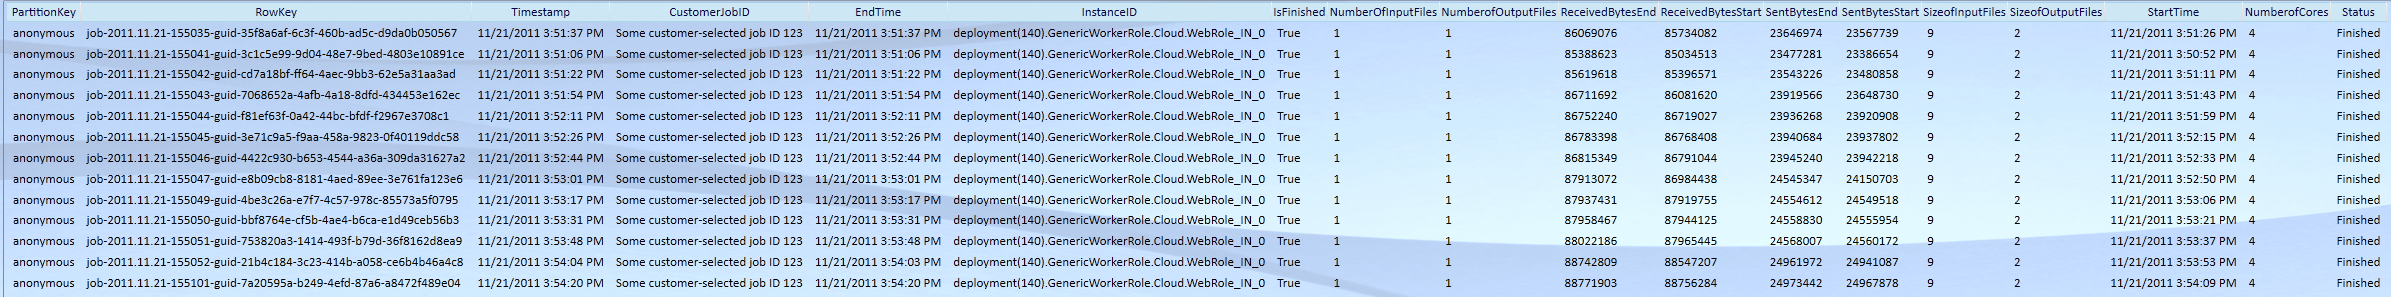 PartitionKey RowKey Timestamp CustomerJobID EndTime InstanceID IsFinished NumberOfInputFiles NumberofOutputFiles ReceivedBytesEnd ReceivedBytesStart SentBytesEnd SentBytesStart SizeofInputFiles SizeofOutputFiles StartTime NumberofCores Status
anonymous job-2011.11.21-155035-guid-35f8a6af-6c3f-460b-ad5c-d9da0b050567 11/21/2011 3:51:37 PM Some customer-selected job ID 123 11/21/2011 3:51:37 PM deployment(140).GenericWorkerRole.Cloud.WebRole_IN_0 True 1 1 86069076 85734082 23646974 23567739 9 2 11/21/2011 3:51:26 PM 4 Finished
anonymous job-2011.11.21-155041-guid-3c1c5e99-9d04-48e7-9bed-4803e10891ce 11/21/2011 3:51:06 PM Some customer-selected job ID 123 11/21/2011 3:51:06 PM deployment(140).GenericWorkerRole.Cloud.WebRole_IN_0 True 1 1 85388623 85034513 23477281 23386654 9 2 11/21/2011 3:50:52 PM 4 Finished
anonymous job-2011.11.21-155042-guid-cd7a18bf-ff64-4aec-9bb3-62e5a31aa3ad 11/21/2011 3:51:22 PM Some customer-selected job ID 123 11/21/2011 3:51:22 PM deployment(140).GenericWorkerRole.Cloud.WebRole_IN_0 True 1 1 85619618 85396571 23543226 23480858 9 2 11/21/2011 3:51:11 PM 4 Finished
anonymous job-2011.11.21-155043-guid-7068652a-4afb-4a18-8dfd-434453e162ec 11/21/2011 3:51:54 PM Some customer-selected job ID 123 11/21/2011 3:51:54 PM deployment(140).GenericWorkerRole.Cloud.WebRole_IN_0 True 1 1 86711692 86081620 23919566 23648730 9 2 11/21/2011 3:51:43 PM 4 Finished
anonymous job-2011.11.21-155044-guid-f81ef63f-0a42-44bc-bfdf-f2967e3708c1 11/21/2011 3:52:11 PM Some customer-selected job ID 123 11/21/2011 3:52:11 PM deployment(140).GenericWorkerRole.Cloud.WebRole_IN_0 True 1 1 86752240 86719027 23936268 23920908 9 2 11/21/2011 3:51:59 PM 4 Finished
anonymous job-2011.11.21-155045-guid-3e71c9a5-f9aa-458a-9823-0f40119ddc58 11/21/2011 3:52:26 PM Some customer-selected job ID 123 11/21/2011 3:52:26 PM deployment(140).GenericWorkerRole.Cloud.WebRole_IN_0 True 1 1 86783398 86768408 23940684 23937802 9 2 11/21/2011 3:52:15 PM 4 Finished
anonymous job-2011.11.21-155046-guid-4422c930-b653-4544-a36a-309da31627a2 11/21/2011 3:52:44 PM Some customer-selected job ID 123 11/21/2011 3:52:44 PM deployment(140).GenericWorkerRole.Cloud.WebRole_IN_0 True 1 1 86815349 86791044 23945240 23942218 9 2 11/21/2011 3:52:33 PM 4 Finished
anonymous job-2011.11.21-155047-guid-e8b09cb8-8181-4aed-89ee-3e761fa123e6 11/21/2011 3:53:01 PM Some customer-selected job ID 123 11/21/2011 3:53:01 PM deployment(140).GenericWorkerRole.Cloud.WebRole_IN_0 True 1 1 87913072 86984438 24545347 24150703 9 2 11/21/2011 3:52:50 PM 4 Finished
anonymous job-2011.11.21-155049-guid-4be3c26a-e7f7-4c57-978c-85573a5f0795 11/21/2011 3:53:17 PM Some customer-selected job ID 123 11/21/2011 3:53:17 PM deployment(140).GenericWorkerRole.Cloud.WebRole_IN_0 True 1 1 87937431 87919755 24554612 24549518 9 2 11/21/2011 3:53:06 PM 4 Finished
anonymous job-2011.11.21-155050-guid-bbf8764e-cf5b-4ae4-b6ca-e1d49ceb56b3 11/21/2011 3:53:31 PM Some customer-selected job ID 123 11/21/2011 3:53:31 PM deployment(140).GenericWorkerRole.Cloud.WebRole_IN_0 True 1 1 87958467 87944125 24558830 24555954 9 2 11/21/2011 3:53:21 PM 4 Finished
anonymous job-2011.11.21-155051-guid-753820a3-1414-493f-b79d-36f8162d8ea9 11/21/2011 3:53:48 PM Some customer-selected job ID 123 11/21/2011 3:53:48 PM deployment(140).GenericWorkerRole.Cloud.WebRole_IN_0 True 1 1 88022186 87965445 24568007 24560172 9 2 11/21/2011 3:53:37 PM 4 Finished
anonymous job-2011.11.21-155052-guid-21b4c184-3c23-414b-a058-ce6b4b46a4c8 11/21/2011 3:54:04 PM Some customer-selected job ID 123 11/21/2011 3:54:03 PM deployment(140).GenericWorkerRole.Cloud.WebRole_IN_0 True 1 1 88742809 88547207 24961972 24941087 9 2 11/21/2011 3:53:53 PM 4 Finished
anonymous job-2011.11.21-155101-guid-7a20595a-b249-4efd-87a6-a8472f489e04 11/21/2011 3:54:20 PM Some customer-selected job ID 123 11/21/2011 3:54:20 PM deployment(140).GenericWorkerRole.Cloud.WebRole_IN_0 True 1 1 88771903 88756284 24973442 24967878 9 2 11/21/2011 3:54:09 PM 4 Finished